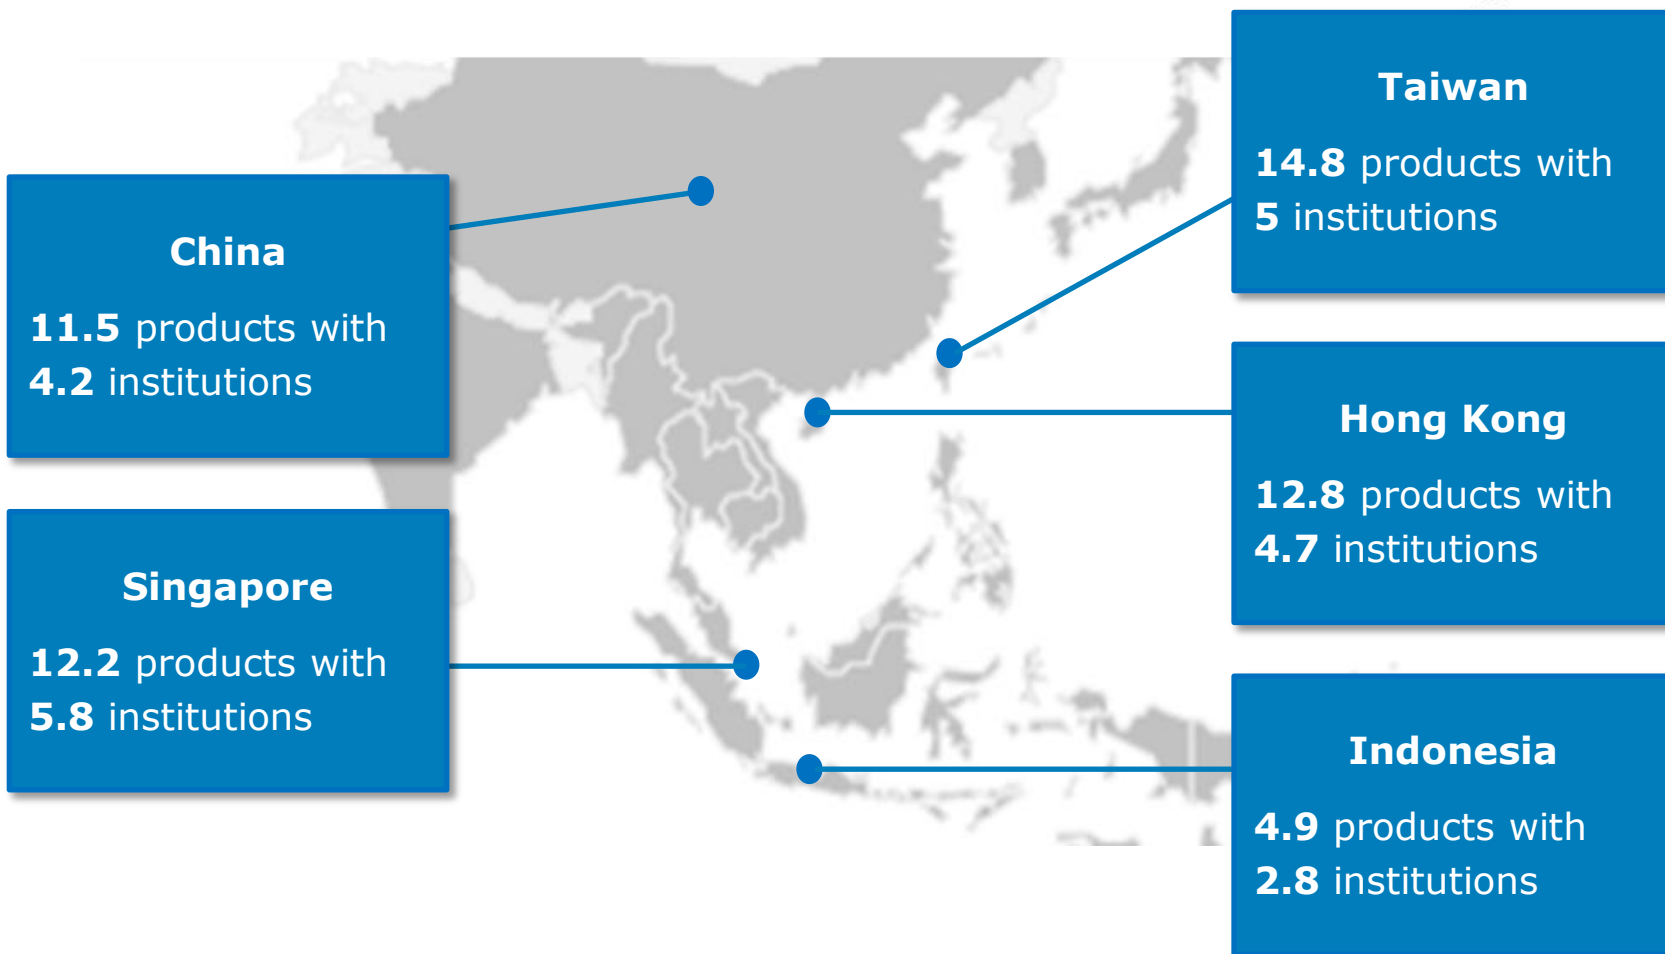 Taiwan
14.8 products with
5 institutions
China
11.5 products with
4.2 institutions
Hong Kong
12.8 products with
4.7 institutions
Singapore
12.2 products with
5.8 institutions
Indonesia
4.9 products with
2.8 institutions